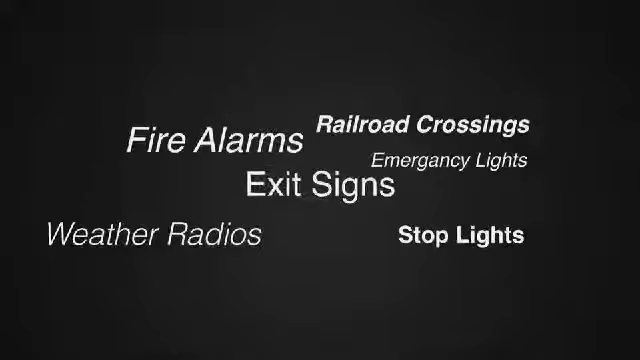 Railroad Crossings
Fire Alarms
Emergancy Lights
Exit Signs
Weather Radios
Stop Lights